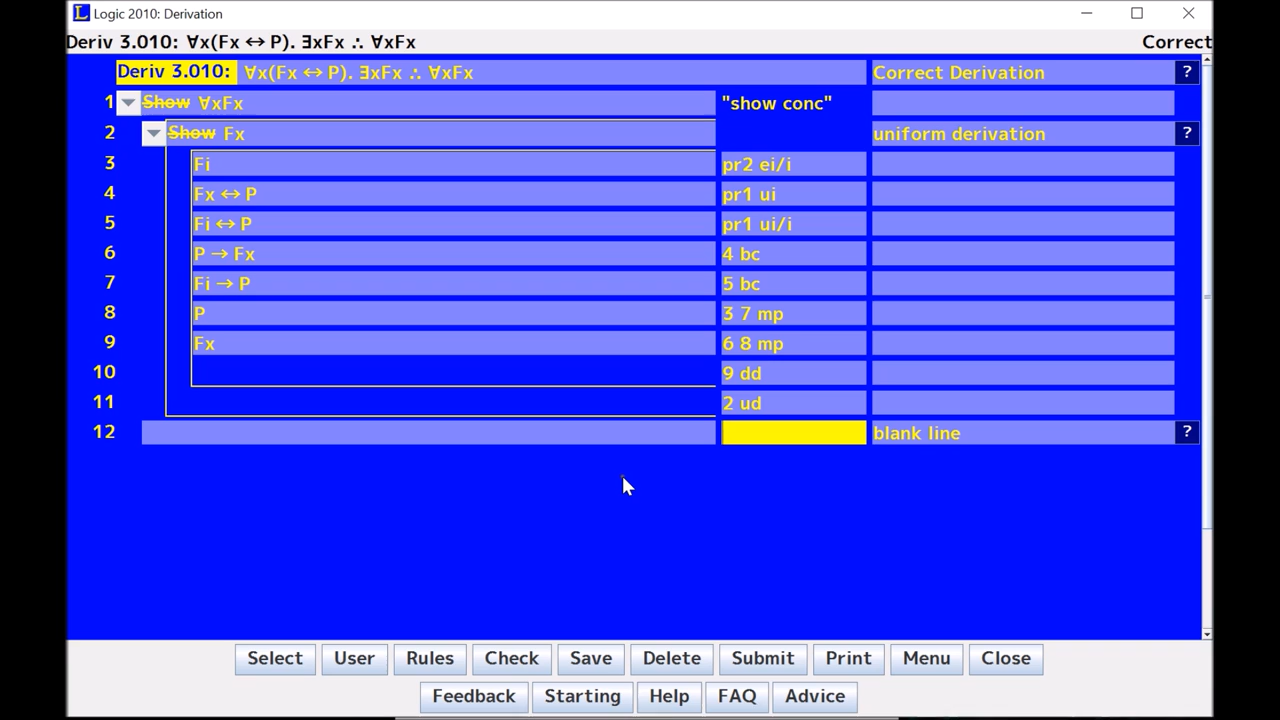 Logic 2010: Derivation
Deriv 3.010: ∀x(Fx ↔ P). ∃xFx ∴ ∀xFx Correct
Deriv 3.010: ∀x(Fx ↔ P). ∃xFx ∴ ∀xFx Correct Derivation ?
1 Show ∀xFx "show conc"
2 Show Fx uniform derivation ?
3 Fi pr2 ei/i
4 Fx ↔ P pr1 ui
5 Fi ↔ P pr1 ui/i
6 P → Fx 4 bc
7 Fi → P 5 bc
8 P 3 7 mp
9 Fx 6 8 mp
10 9 dd
11 2 ud
12 blank line ?
Select User Rules Check Save Delete Submit Print Menu Close
Feedback Starting Help FAQ Advice